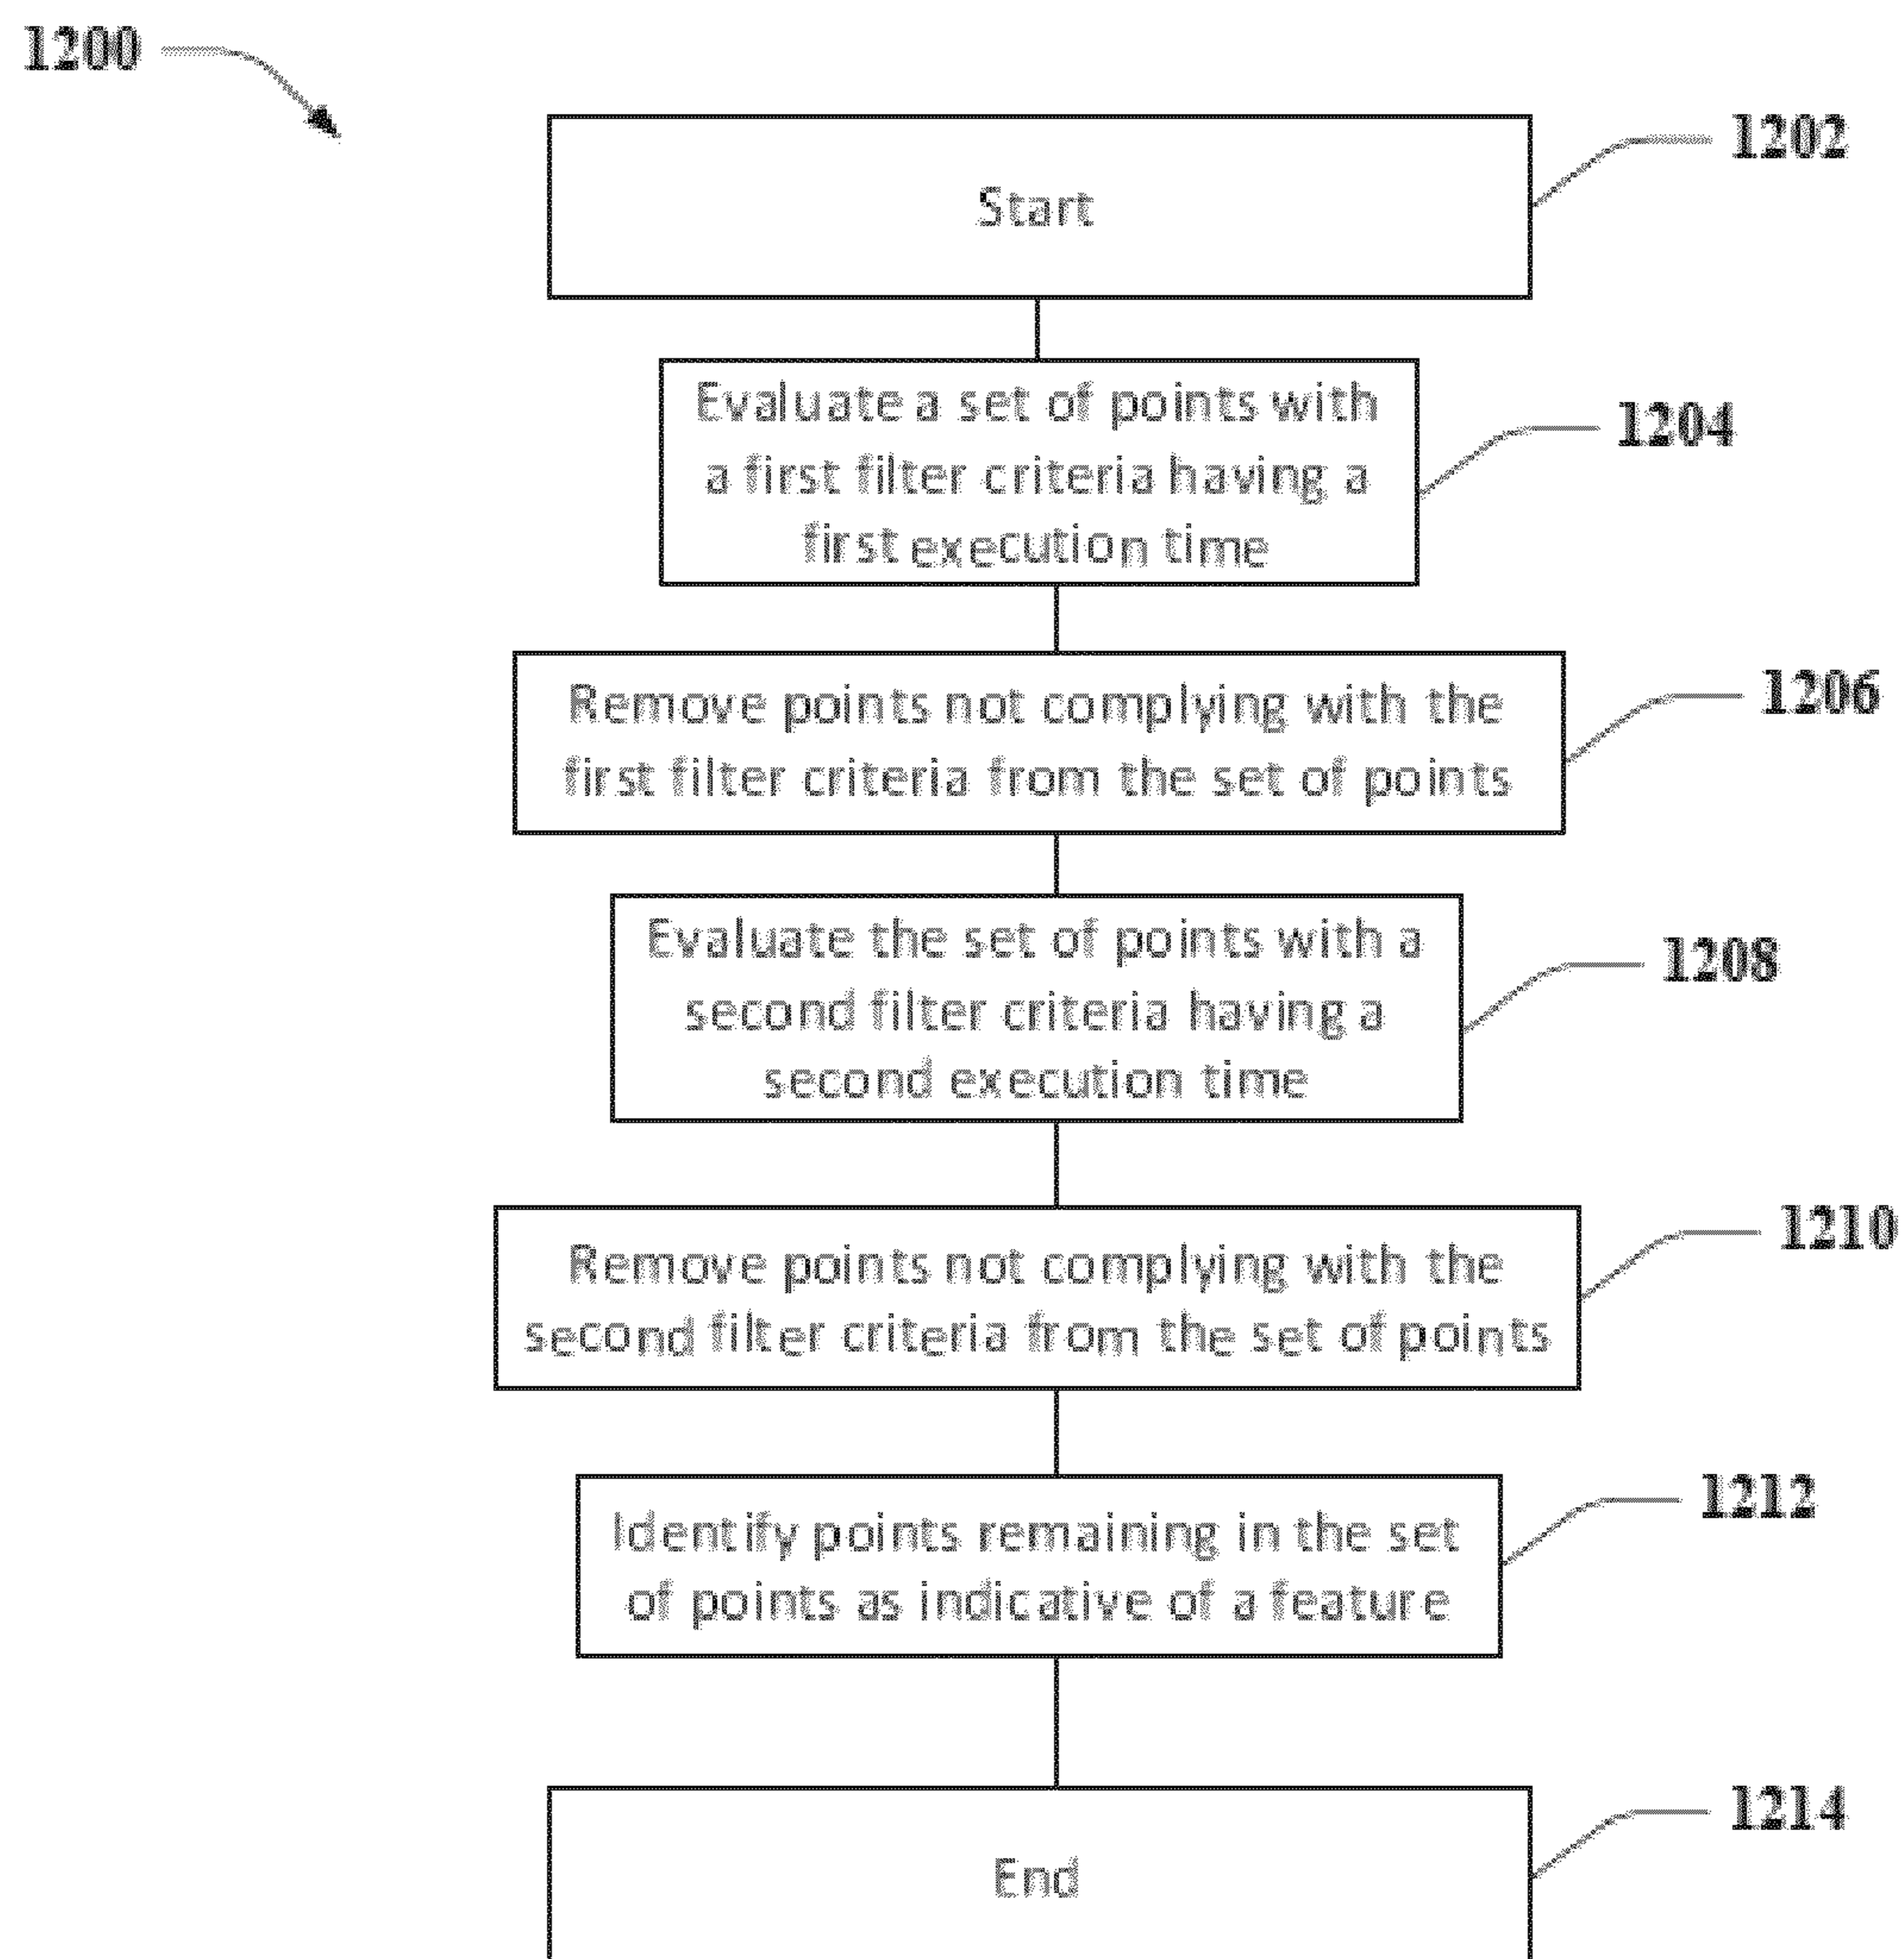 1200
1202
Start
Evaluate a set of points with
a first filter criteria having a
first execution time
1204
Remove points not complying with the
first filter criteria from the set of points
1206
Evaluate the set of points with a
second filter criteria having a
second execution time
1208
Remove points not complying with the
second filter criteria from the set of points
1210
Identify points remaining in the set
of points as indicative of a feature
1212
End
1214